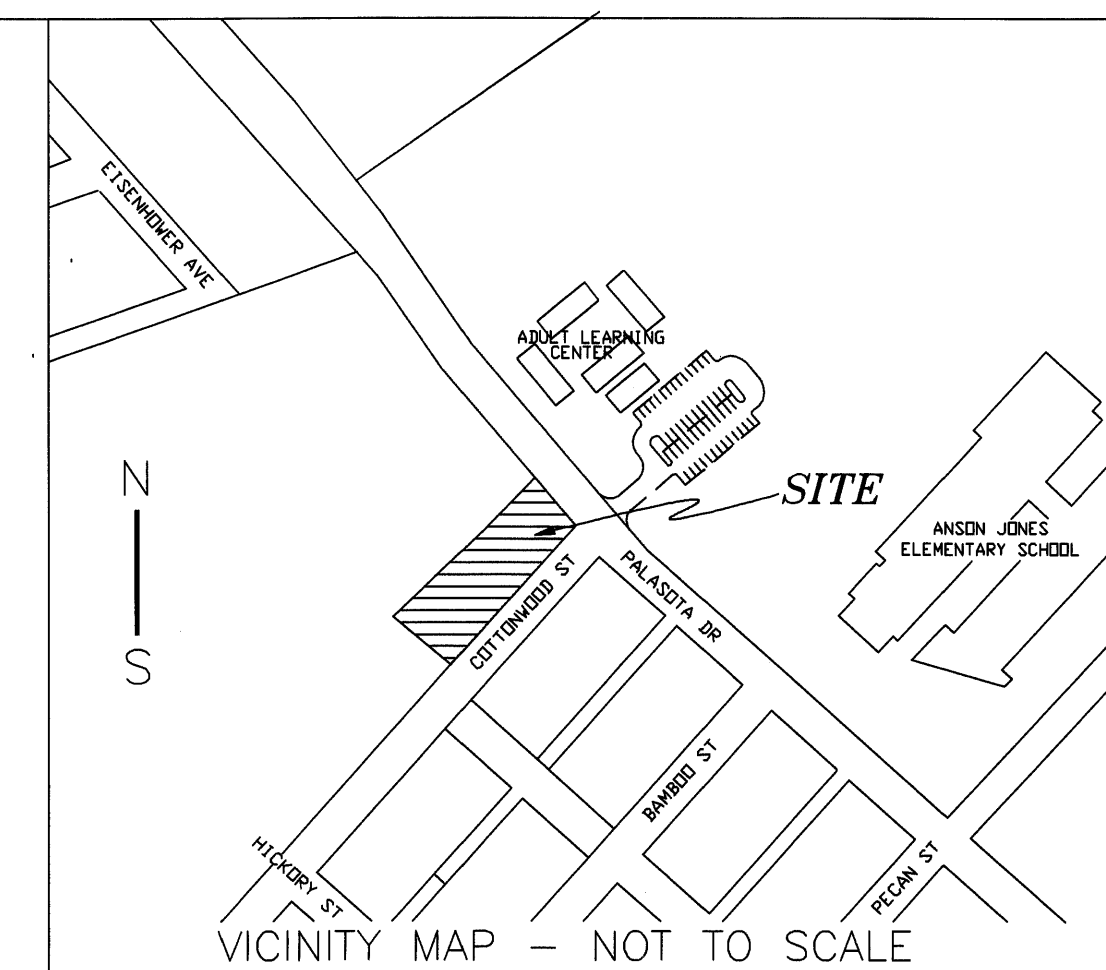 EISENHOWER AVE
ADULT LEARNING
CENTER
N
S
SITE
ANSON JONES
ELEMENTARY SCHOOL
COTTONWOOD ST
PALASOTA DR
BAMBOO ST
HICKORY ST
PECAN ST
VICINITY MAP – NOT TO SCALE